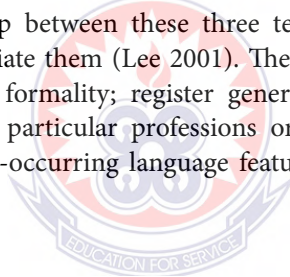 p between these three te
iate them (Lee 2001). The
formality; register gener
particular professions or
-occurring language featu
EDUCATION FOR SERVICE